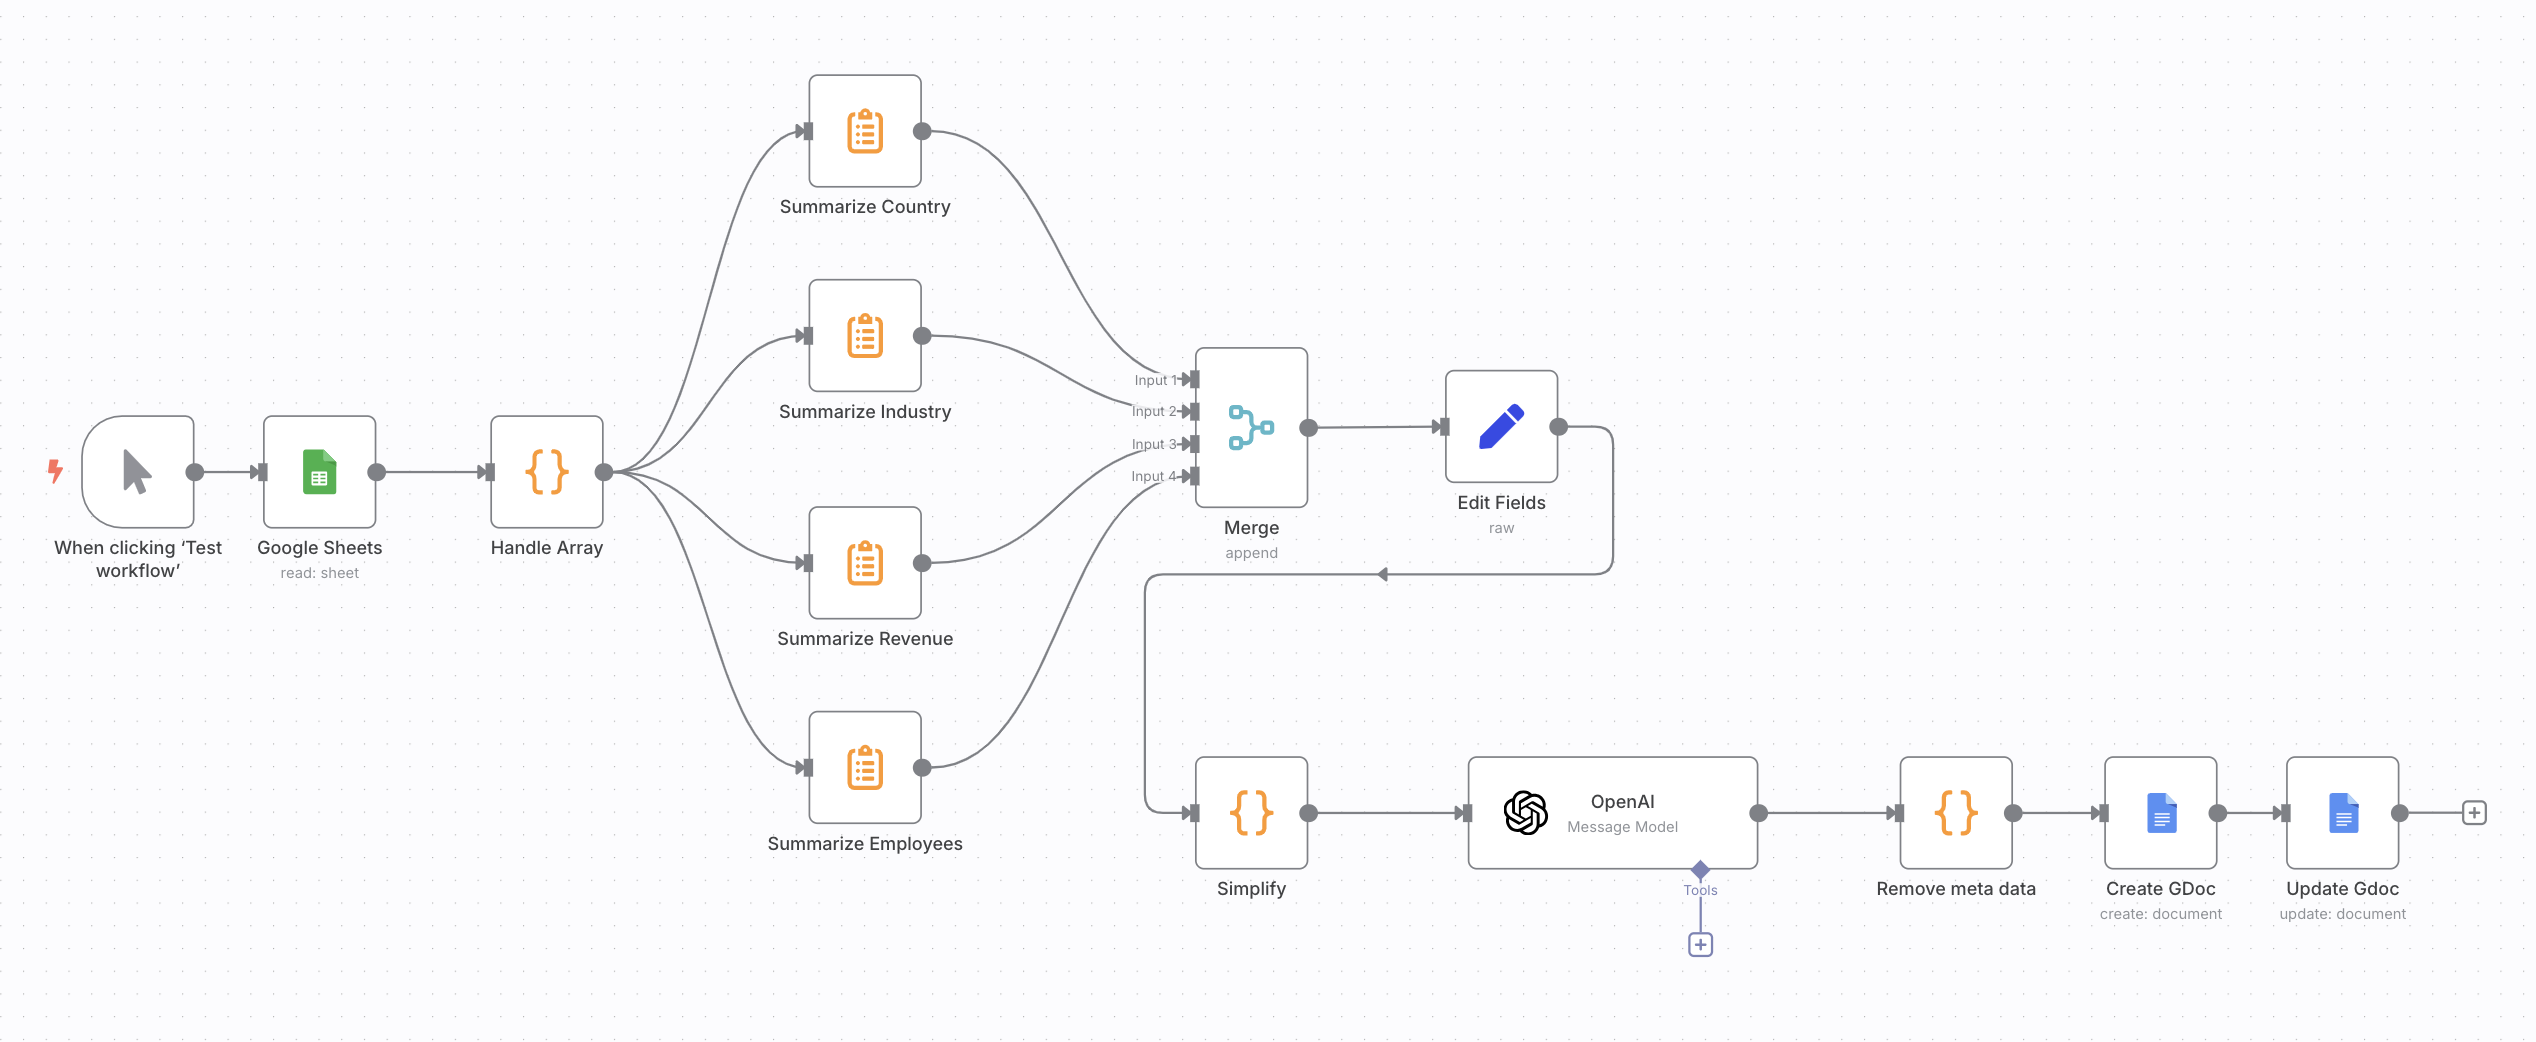 Summarize Country
Summarize Industry
Input 1
Input 2
Input 3
Input 4
When clicking ‘Test
workflow’
Google Sheets
read: sheet
Handle Array
Merge
append
Edit Fields
raw
Summarize Revenue
Summarize Employees
Simplify
OpenAI
Message Model
Tools
Remove meta data
Create GDoc
create: document
Update Gdoc
update: document